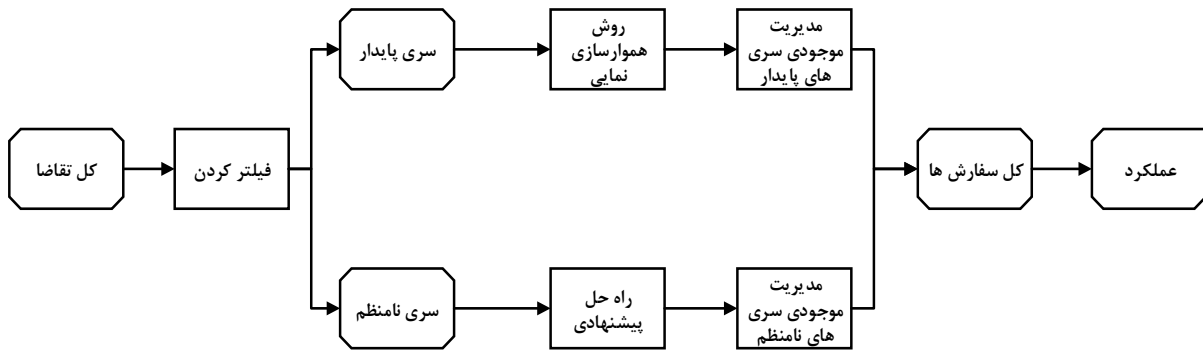 کل تقاضا
فیلتر کردن
سری پایدار
روش
هموارسازی
نمایی
مدیریت
موجودی سری
های پایدار
سری نامنظم
راه حل
پیشنهادی
مدیریت
موجودی سری
های نامنظم
کل سفارش ها
عملکرد